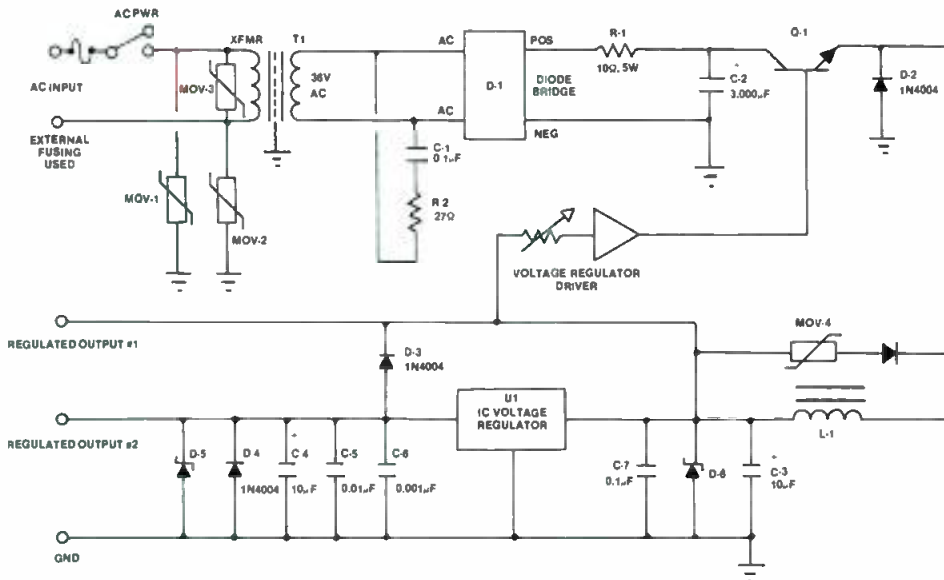 AC PWR
AC INPUT
EXTERNAL
FUSING
USED
MOV-1
MOV-2
MOV-3
XFMR
T1
36V
AC
AC
AC
C-1
0.1μF
R 2
27Ω
D-1
POS
NEG
DIODE
BRIDGE
R-1
10Ω, 5W
+
C-2
3,000μF
Q-1
D-2
1N4004
VOLTAGE REGULATOR
DRIVER
REGULATED OUTPUT #1
D-3
1N4004
MOV-4
U1
IC VOLTAGE
REGULATOR
L-1
REGULATED OUTPUT #2
D-5
D 4
1N4004
+
C 4
10μF
C-5
0.01μF
C-6
0.001μF
C-7
0.1μF
D-6
+
C-3
10μF
GND